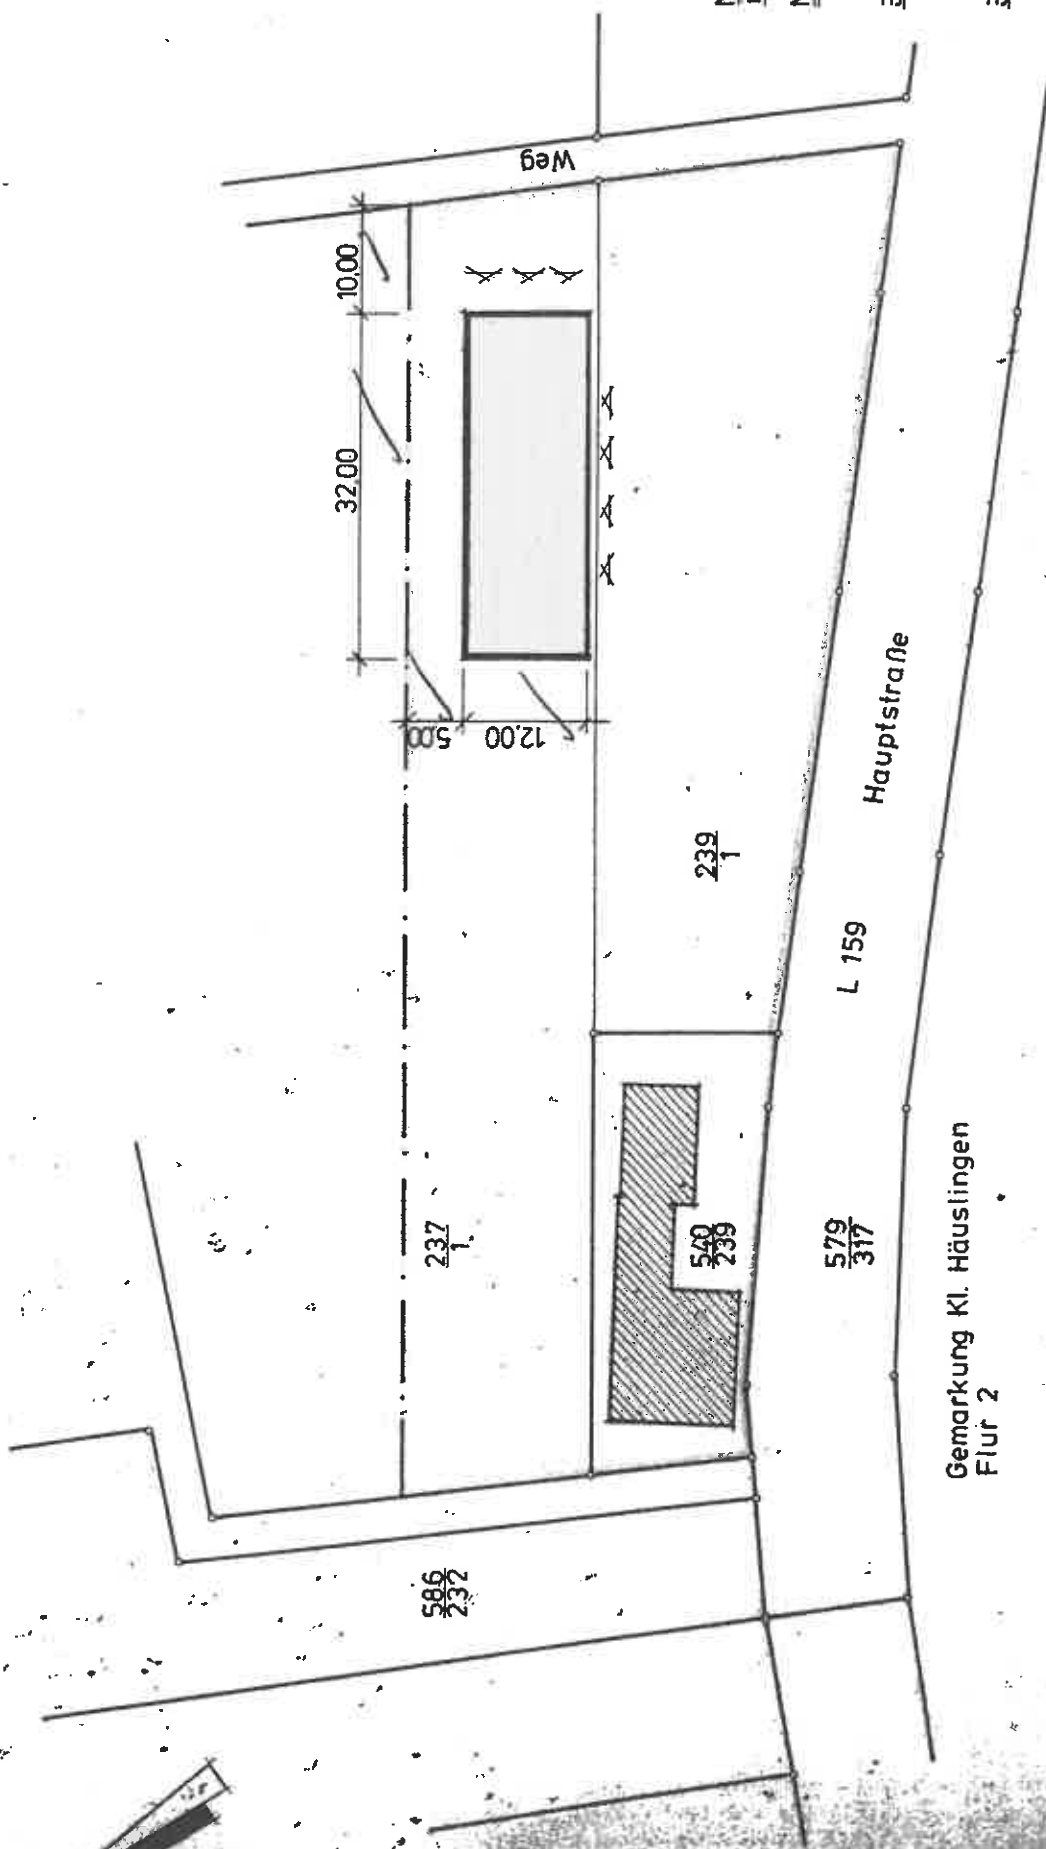 Weg
10,00
32,00
5,00
12,00
239
1
Hauptstraße
L 159
237
1
540
239
579
317
586
232
Gemarkung Kl. Häuslingen
Flur 2